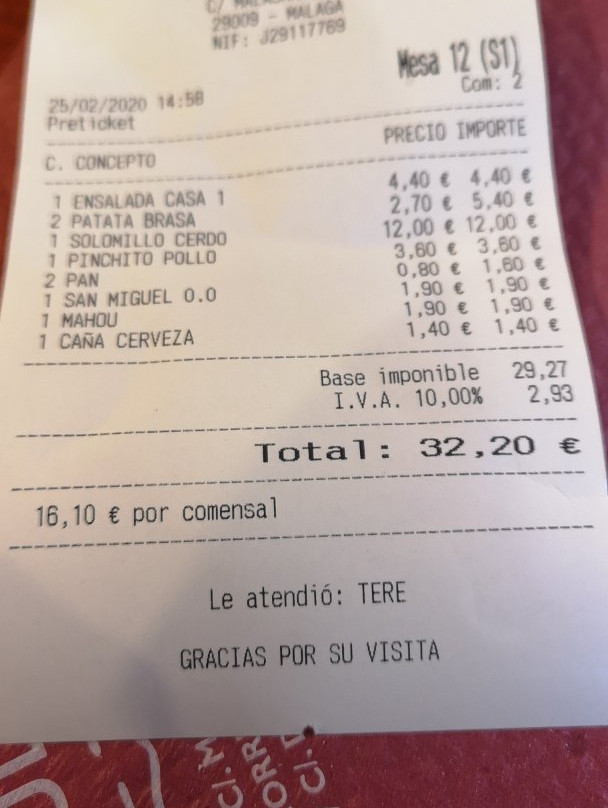 C/
29009 - MALAGA
NIF: J29117769
Mesa 12 (S1)
Com: 2
25/02/2020 14:58
Preticket
PRECIO IMPORTE
C. CONCEPTO
1 ENSALADA CASA 1 4,40 € 4,40 €
2 PATATA BRASA 2,70 € 5,40 €
1 SOLOMILLO CERDO 12,00 € 12,00 €
1 PINCHITO POLLO 3,60 € 3,60 €
2 PAN 0,80 € 1,60 €
1 SAN MIGUEL 0.0 1,90 € 1,90 €
1 MAHOU 1,90 € 1,90 €
1 CAÑA CERVEZA 1,40 € 1,40 €
Base imponible 29,27
I.V.A. 10,00% 2,93
Total: 32,20 €
16,10 € por comensal
Le atendió: TERE
GRACIAS POR SU VISITA